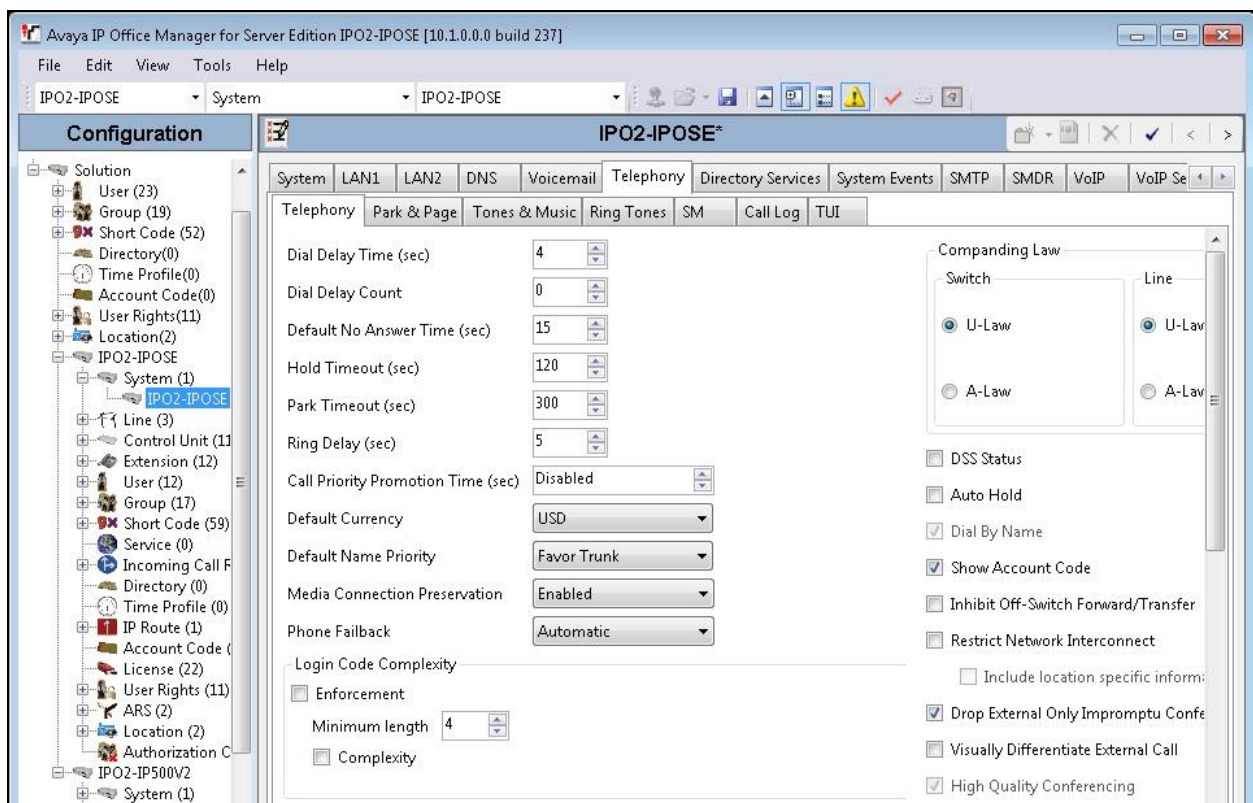 Avaya IP Office Manager for Server Edition IPO2-IPOSE [10.1.0.0.0 build 237]
File Edit View Tools Help
IPO2-IPOSE System IPO2-IPOSE
Configuration
Solution
User (23)
Group (19)
Short Code (52)
Directory(0)
Time Profile(0)
Account Code(0)
User Rights(11)
Location(2)
IPO2-IPOSE
System (1)
IPO2-IPOSE
Line (3)
Control Unit (11
Extension (12)
User (12)
Group (17)
Short Code (59)
Service (0)
Incoming Call R
Directory (0)
Time Profile (0)
IP Route (1)
Account Code (
License (22)
User Rights (11)
ARS (2)
Location (2)
Authorization C
IPO2-IP500V2
System (1)
IPO2-IPOSE*
System LAN1 LAN2 DNS Voicemail Telephony Directory Services System Events SMTP SMDR VoIP VoIP Se
Telephony Park & Page Tones & Music Ring Tones SM Call Log TUI
Dial Delay Time (sec) 4
Dial Delay Count 0
Default No Answer Time (sec) 15
Hold Timeout (sec) 120
Park Timeout (sec) 300
Ring Delay (sec) 5
Call Priority Promotion Time (sec) Disabled
Default Currency USD
Default Name Priority Favor Trunk
Media Connection Preservation Enabled
Phone Failback Automatic
Login Code Complexity
Enforcement
Minimum length 4
Complexity
Companding Law
Switch Line
U-Law U-Law
A-Law A-Law
DSS Status
Auto Hold
Dial By Name
Show Account Code
Inhibit Off-Switch Forward/Transfer
Restrict Network Interconnect
Include location specific informa
Drop External Only Impromptu Confe
Visually Differentiate External Call
High Quality Conferencing